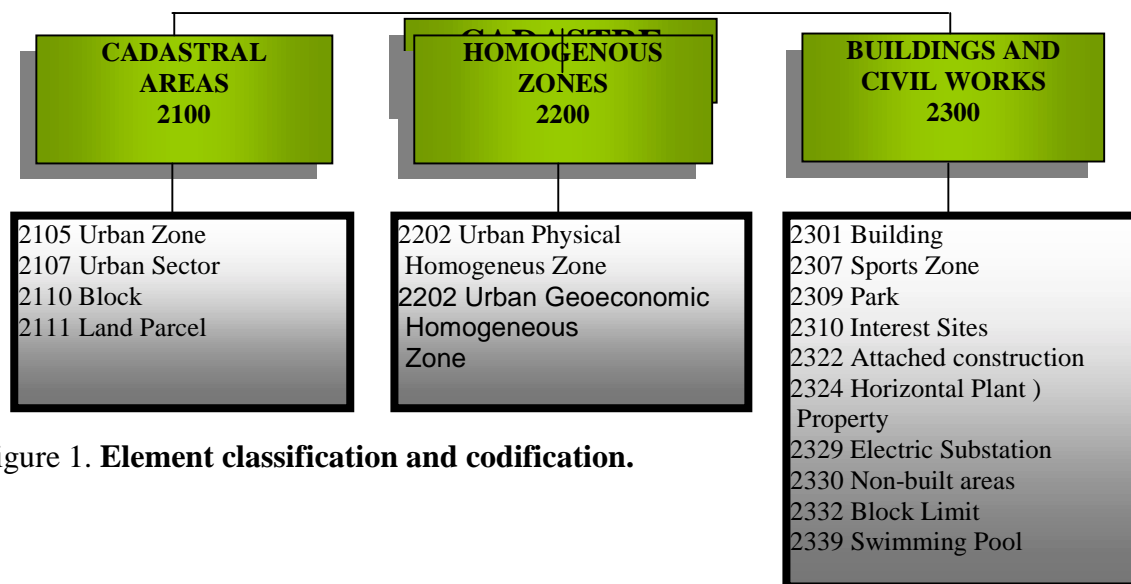 CADASTRE
CADASTRAL
AREAS
2100
HOMOGENOUS
ZONES
2200
BUILDINGS AND
CIVIL WORKS
2300
2105 Urban Zone
2107 Urban Sector
2110 Block
2111 Land Parcel
2202 Urban Physical
Homogeneus Zone
2202 Urban Geoeconomic
Homogeneous
Zone
2301 Building
2307 Sports Zone
2309 Park
2310 Interest Sites
2322 Attached construction
2324 Horizontal Plant )
Property
2329 Electric Substation
2330 Non-built areas
2332 Block Limit
2339 Swimming Pool
igure 1. Element classification and codification.